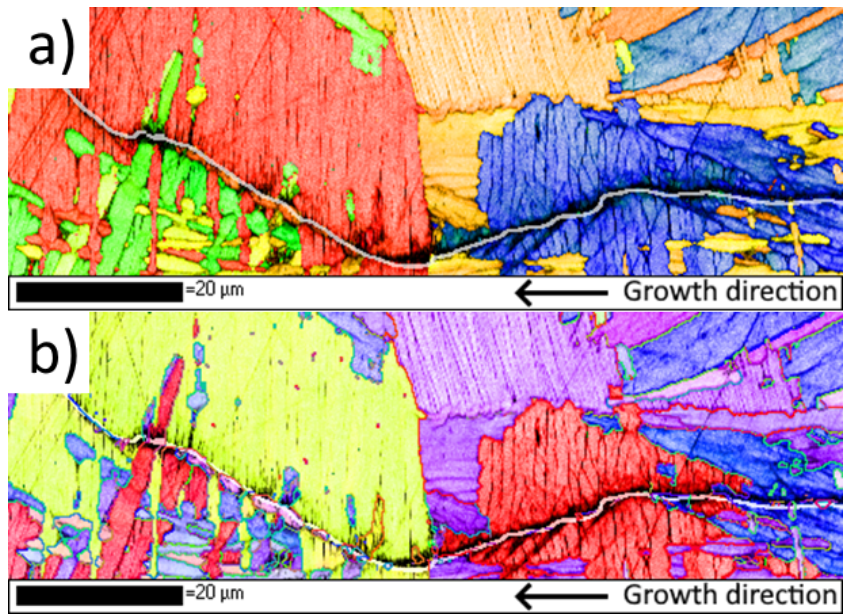 a)
=20 μm
Growth direction
b)
=20 μm
Growth direction